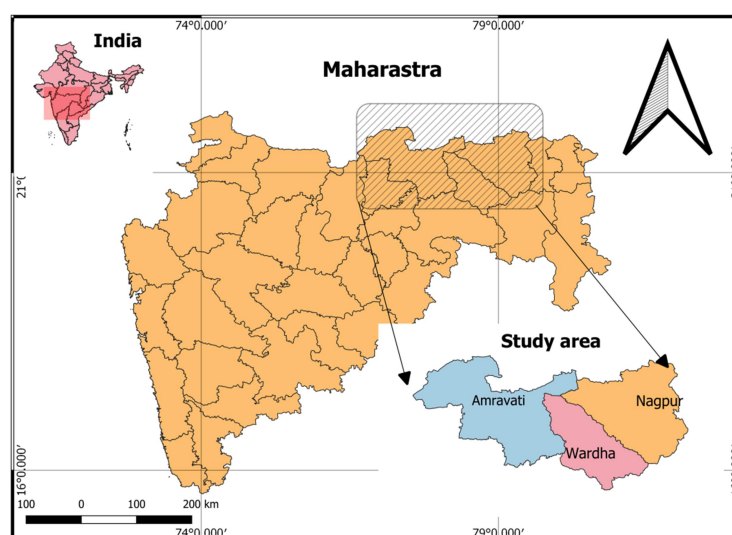 74°0.000′ 79°0.000′
India
Maharastra
21°(
Study area
Amravati Nagpur
Wardha
16°0.000′
100 0 100 200 km
74°0.000′ 79°0.000′